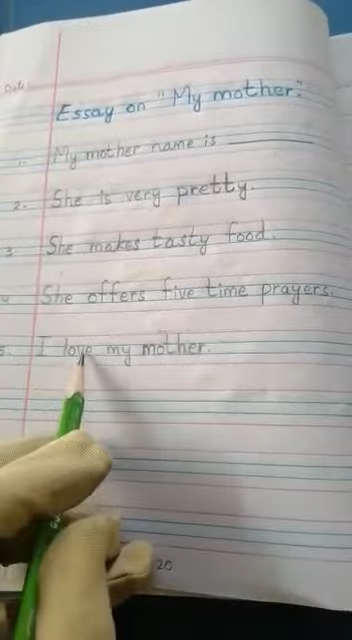 Date:
Essay on "My mother."
1. My mother name is
2. She is very pretty.
3. She makes tasty food.
4. She offers five time prayers.
5. I love my mother.
20